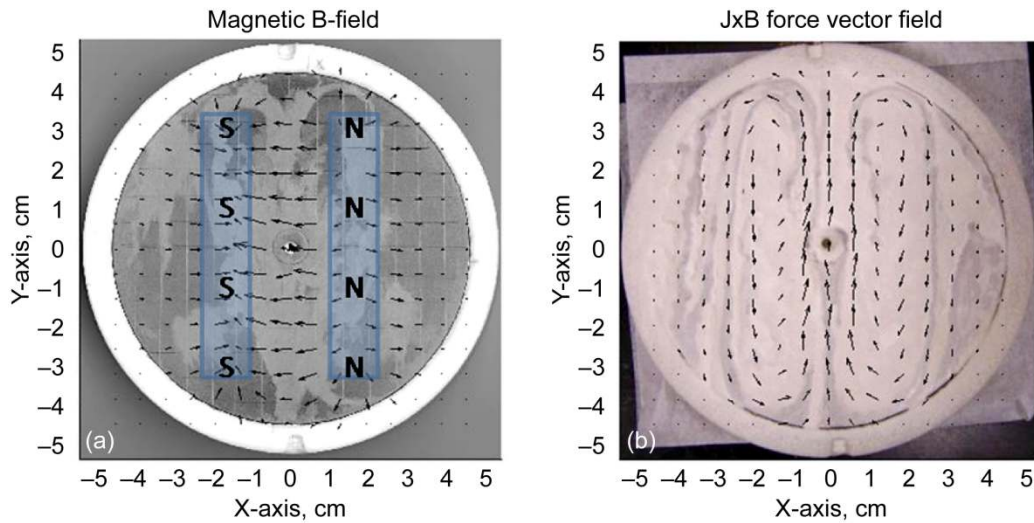 Magnetic B-field
5
4
3
2
1
0
–1
–2
–3
–4
–5
Y-axis, cm
S N
S N
S N
S N
(a)
–5 –4 –3 –2 –1 0 1 2 3 4 5
X-axis, cm
JxB force vector field
5
4
3
2
1
0
–1
–2
–3
–4
–5
Y-axis, cm
(b)
–5 –4 –3 –2 –1 0 1 2 3 4 5
X-axis, cm